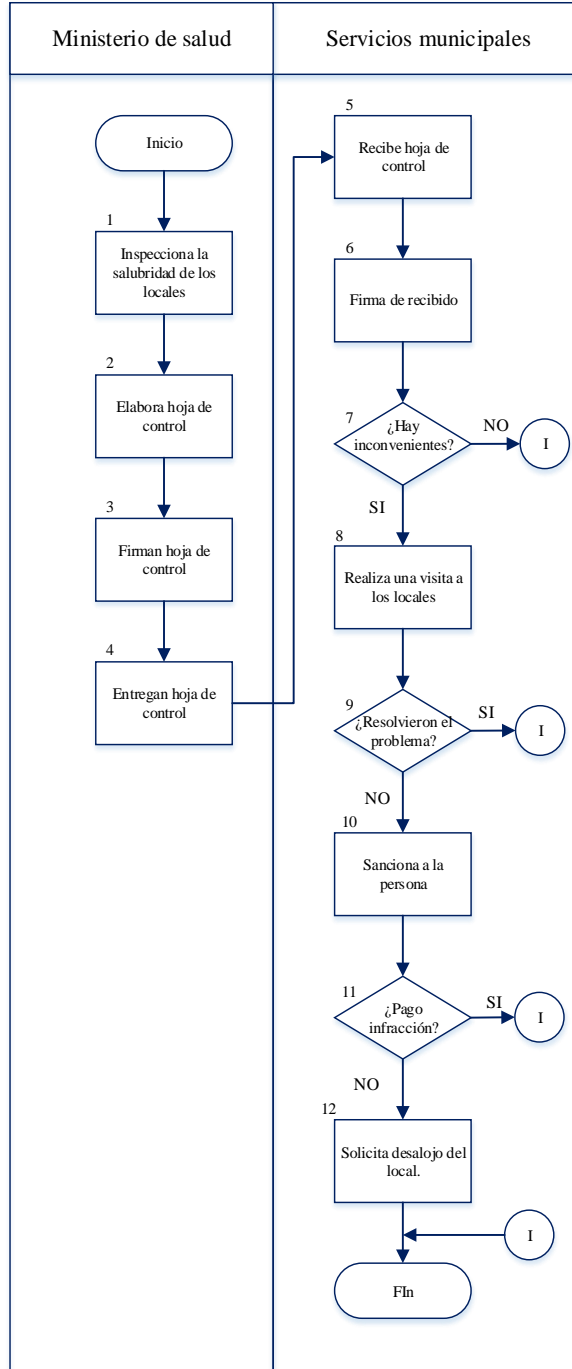 Ministerio de salud
Servicios municipales
Inicio
1
Inspecciona la
salubridad de los
locales
2
Elabora hoja de
control
3
Firman hoja de
control
4
Entregan hoja de
control
5
Recibe hoja de
control
6
Firma de recibido
7
¿Hay
inconvenientes?
NO
I
SI
8
Realiza una visita a
los locales
9
¿Resolvieron el
problema?
SI
I
NO
10
Sanciona a la
persona
11
¿Pago
infracción?
SI
I
NO
12
Solicita desalojo del
local.
I
FIn